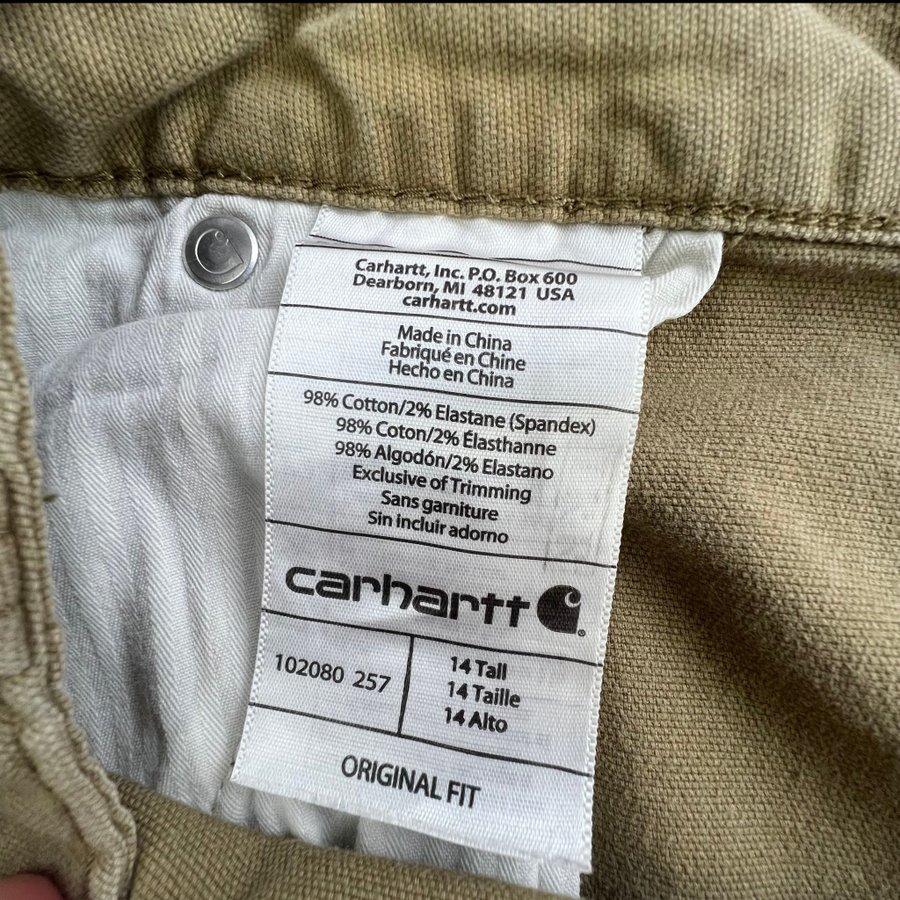 Carhartt, Inc. P.O. Box 600
Dearborn, MI 48121 USA
carhartt.com
Made in China
Fabriqué en Chine
Hecho en China
98% Cotton/2% Elastane (Spandex)
98% Coton/2% Élasthanne
98% Algodón/2% Elastano
Exclusive of Trimming
Sans garniture
Sin incluir adorno
carhartt
102080 257
14 Tall
14 Taille
14 Alto
ORIGINAL FIT